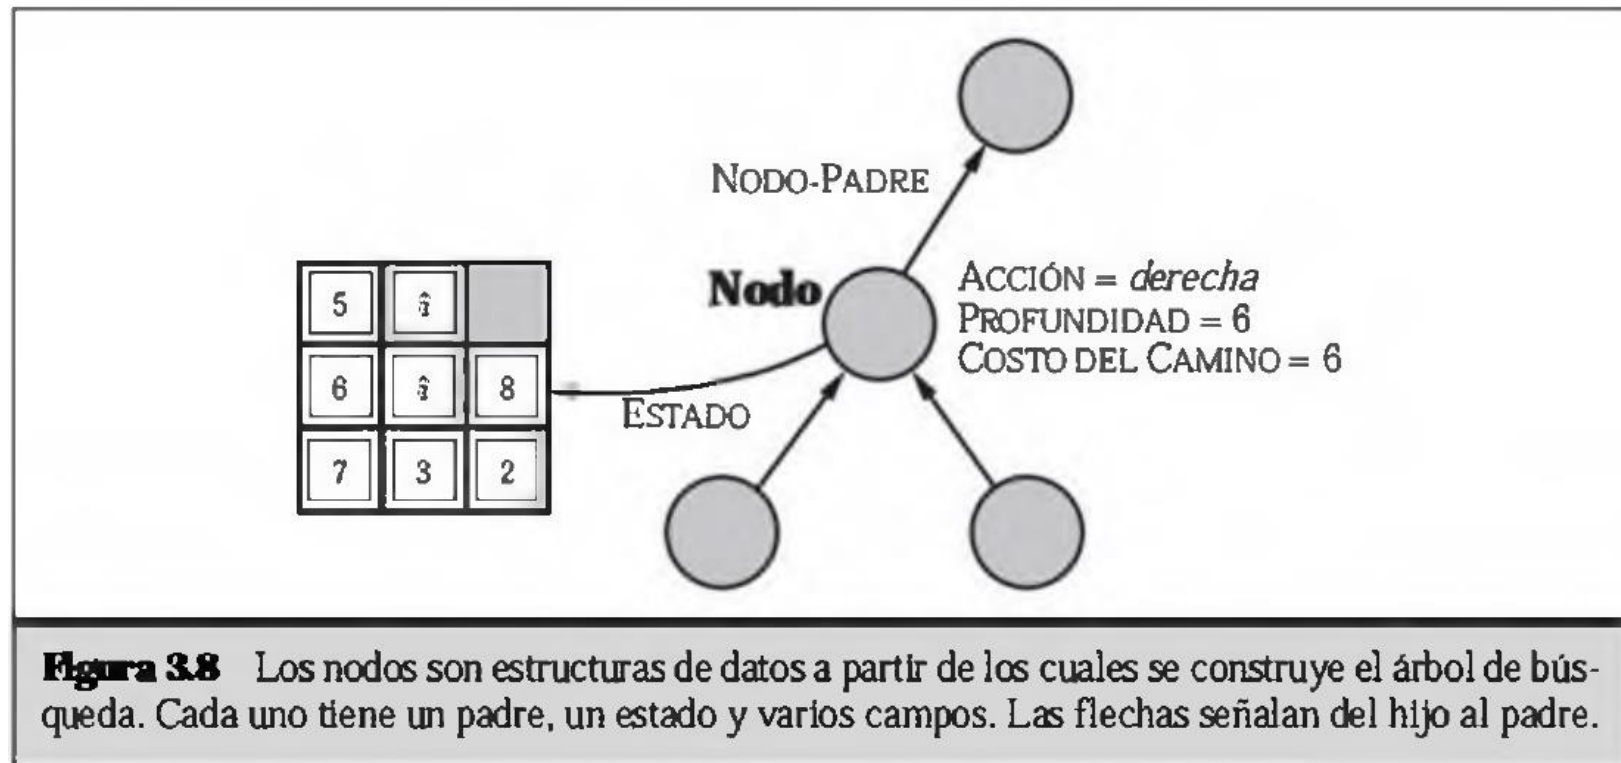 NODO-PADRE
Nodo
ACCIÓN = derecha
PROFUNDIDAD = 6
COSTO DEL CAMINO = 6
ESTADO
5
6 8
7 3 2
Figura 3.8 Los nodos son estructuras de datos a partir de los cuales se construye el árbol de bús-
queda. Cada uno tiene un padre, un estado y varios campos. Las flechas señalan del hijo al padre.